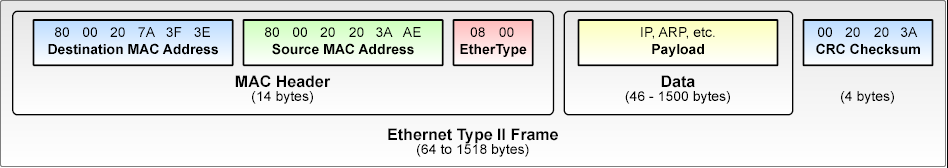 80 00 20 7A 3F 3E
Destination MAC Address
80 00 20 20 3A AE
Source MAC Address
08 00
EtherType
MAC Header
(14 bytes)
IP, ARP, etc.
Payload
Data
(46 - 1500 bytes)
00 20 20 3A
CRC Checksum
(4 bytes)
Ethernet Type II Frame
(64 to 1518 bytes)